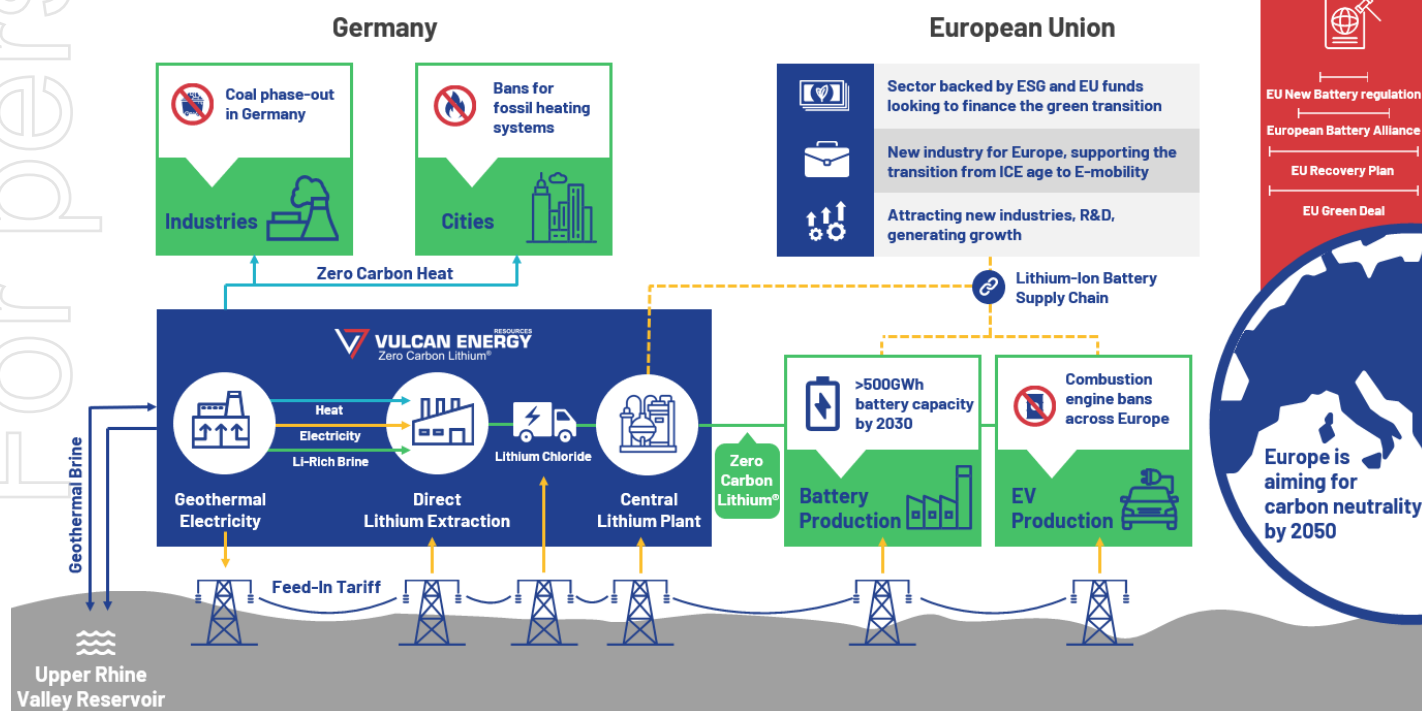 For pers
Germany
European Union
Coal phase-out
in Germany
Industries
Bans for
fossil heating
systems
Cities
Sector backed by ESG and EU funds
looking to finance the green transition
New industry for Europe, supporting the
transition from ICE age to E-mobility
Attracting new industries, R&D,
generating growth
EU New Battery regulation
European Battery Alliance
EU Recovery Plan
EU Green Deal
Zero Carbon Heat
Lithium-Ion Battery
Supply Chain
VULCAN ENERGY
RESOURCES
Zero Carbon Lithium®
Heat
Electricity
Li-Rich Brine
Lithium Chloride
Geothermal
Electricity
Direct
Lithium Extraction
Central
Lithium Plant
Zero
Carbon
Lithium®
>500GWh
battery capacity
by 2030
Battery
Production
Combustion
engine bans
across Europe
EV
Production
Europe is
aiming for
carbon neutrality
by 2050
Geothermal Brine
Feed-In Tariff
Upper Rhine
Valley Reservoir